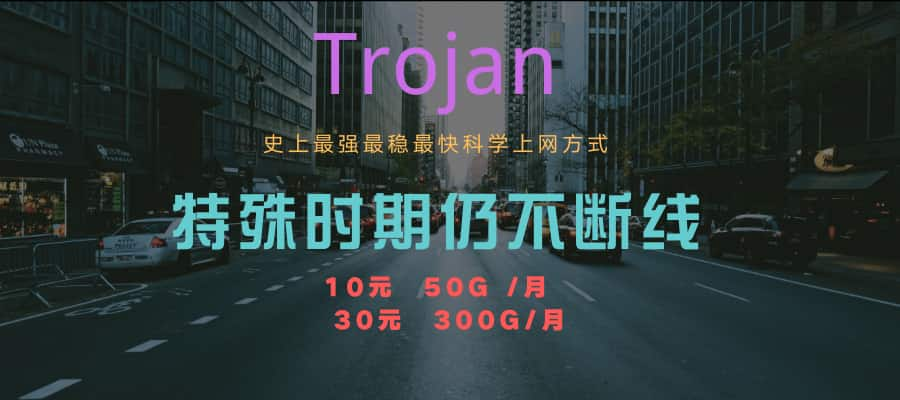 Trojan
史上最强最稳最快科学上网方式
特殊时期仍不断线
10元 50G /月
30元 300G/月
PHARMACY